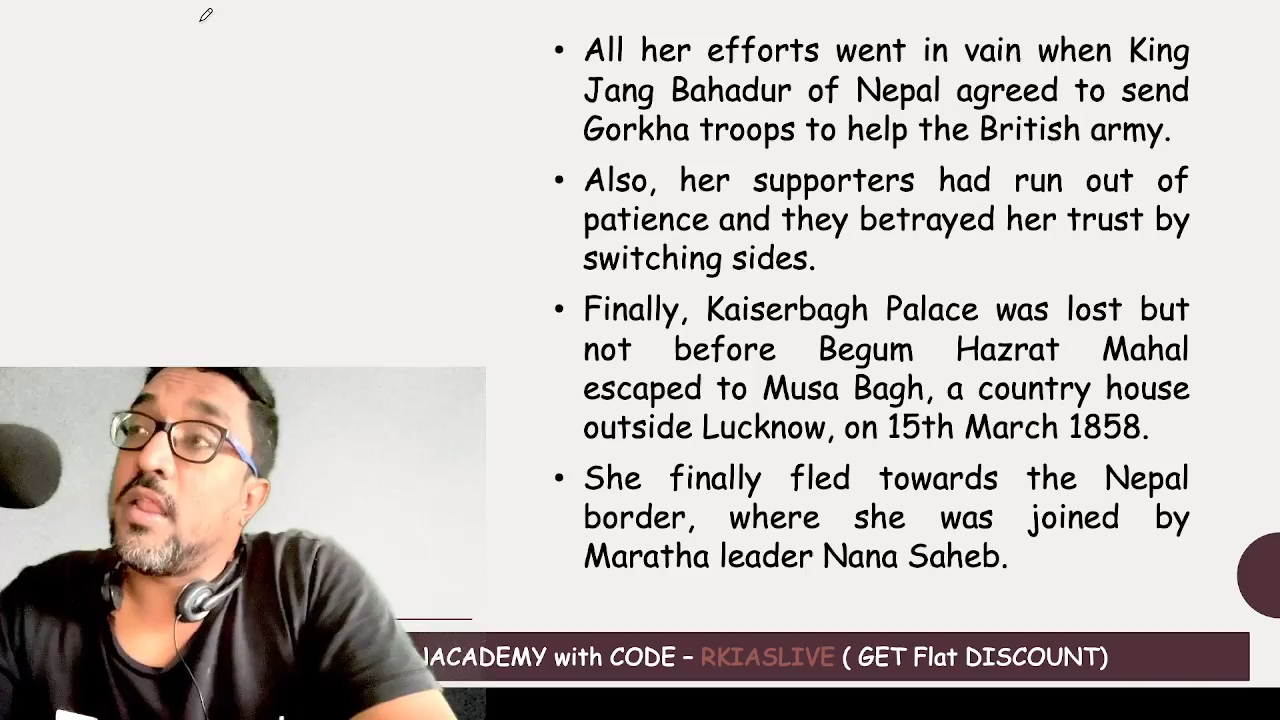 • All her efforts went in vain when King
Jang Bahadur of Nepal agreed to send
Gorkha troops to help the British army.
• Also, her supporters had run out of
patience and they betrayed her trust by
switching sides.
• Finally, Kaiserbagh Palace was lost but
not before Begum Hazrat Mahal
escaped to Musa Bagh, a country house
outside Lucknow, on 15th March 1858.
• She finally fled towards the Nepal
border, where she was joined by
Maratha leader Nana Saheb.
ACADEMY with CODE – RKIASLIVE ( GET Flat DISCOUNT)